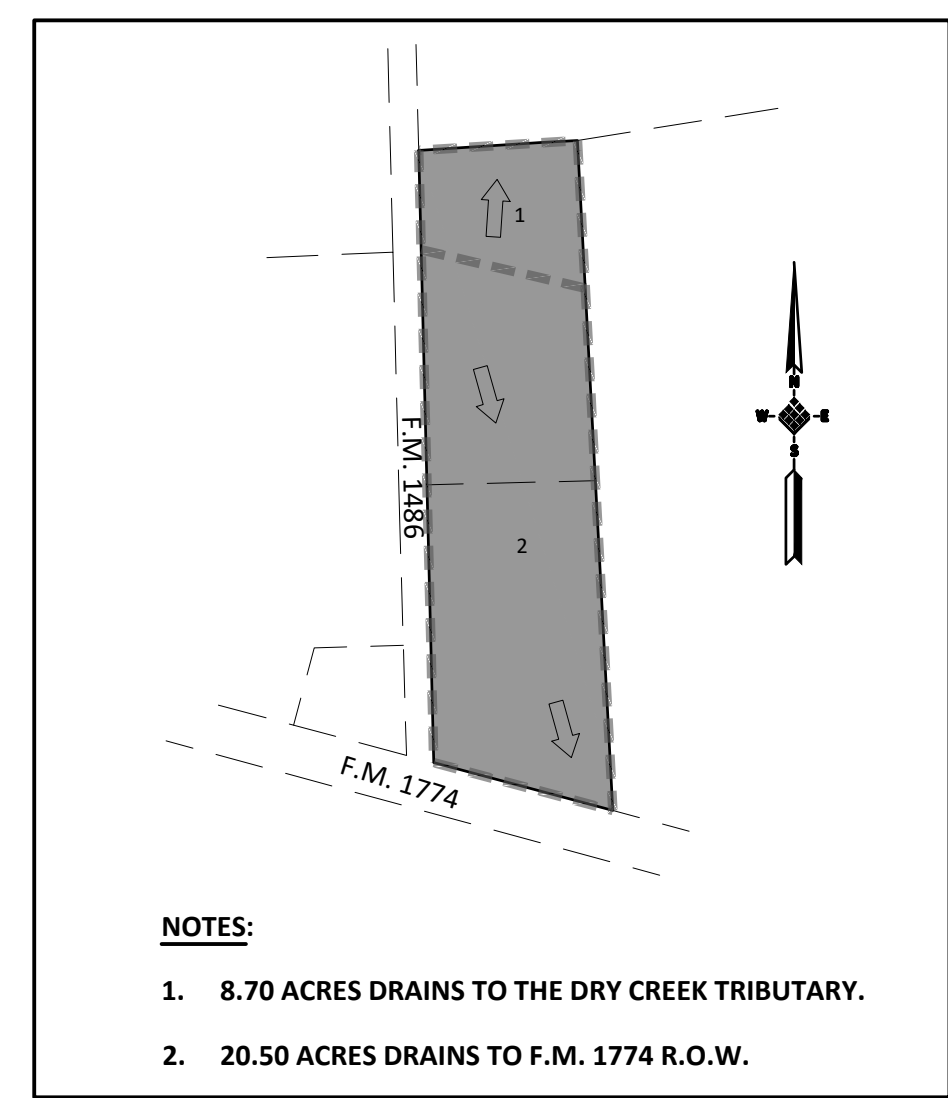 1
N
W
E
S
F.M. 1486
2
F.M. 1774
NOTES:
1. 8.70 ACRES DRAINS TO THE DRY CREEK TRIBUTARY.
2. 20.50 ACRES DRAINS TO F.M. 1774 R.O.W.